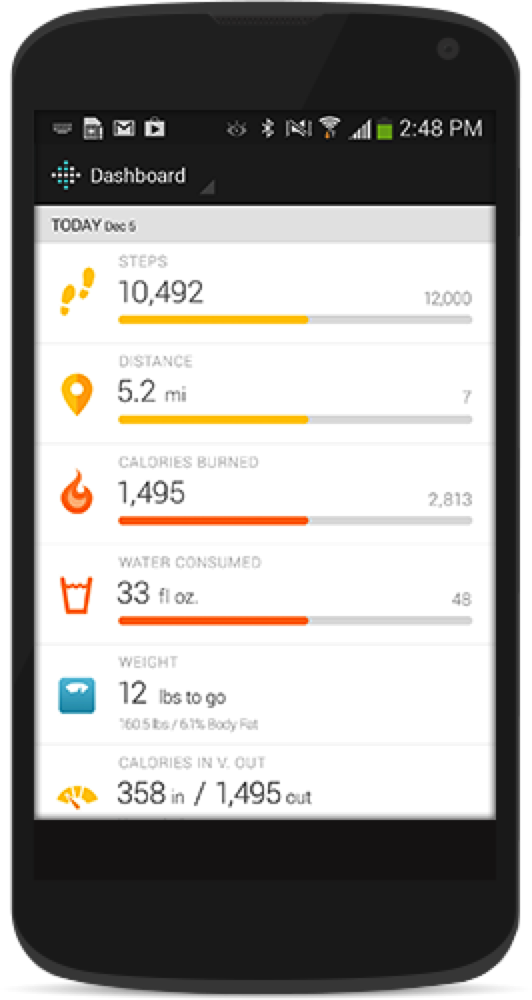 2:48 PM
Dashboard
TODAY Dec 5
STEPS
10,492
12,000
DISTANCE
5.2 mi
7
CALORIES BURNED
1,495
2,813
WATER CONSUMED
33 fl oz.
48
WEIGHT
12 lbs to go
160.5 lbs / 6.1% Body Fat
CALORIES IN V. OUT
358 in / 1,495 out